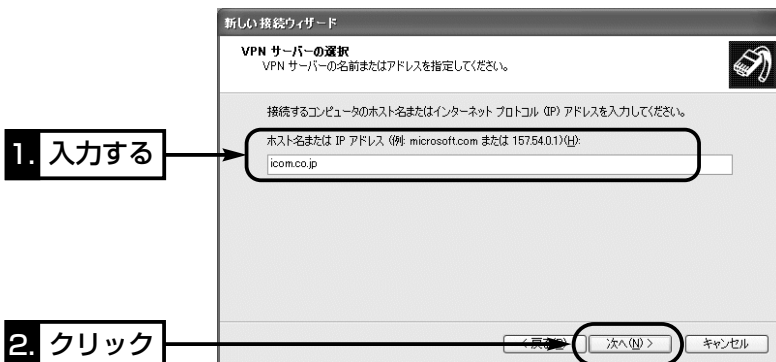 新しい接続ウィザード
VPN サーバーの選択
VPN サーバーの名前またはアドレスを指定してください。
接続するコンピュータのホスト名またはインターネット プロトコル (IP) アドレスを入力してください。
ホスト名または IP アドレス (例: microsoft.com または 157.54.0.1)(H):
icom.co.jp
1. 入力する
2. クリック
次へ(N) >
キャンセル